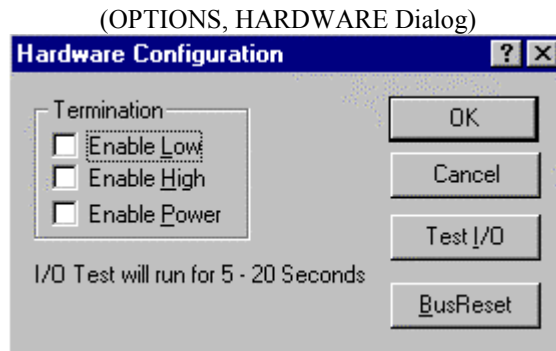 (OPTIONS, HARDWARE Dialog)
Hardware Configuration
? ×
Termination
Enable Low
Enable High
Enable Power
I/O Test will run for 5 - 20 Seconds
OK
Cancel
Test I/O
BusReset